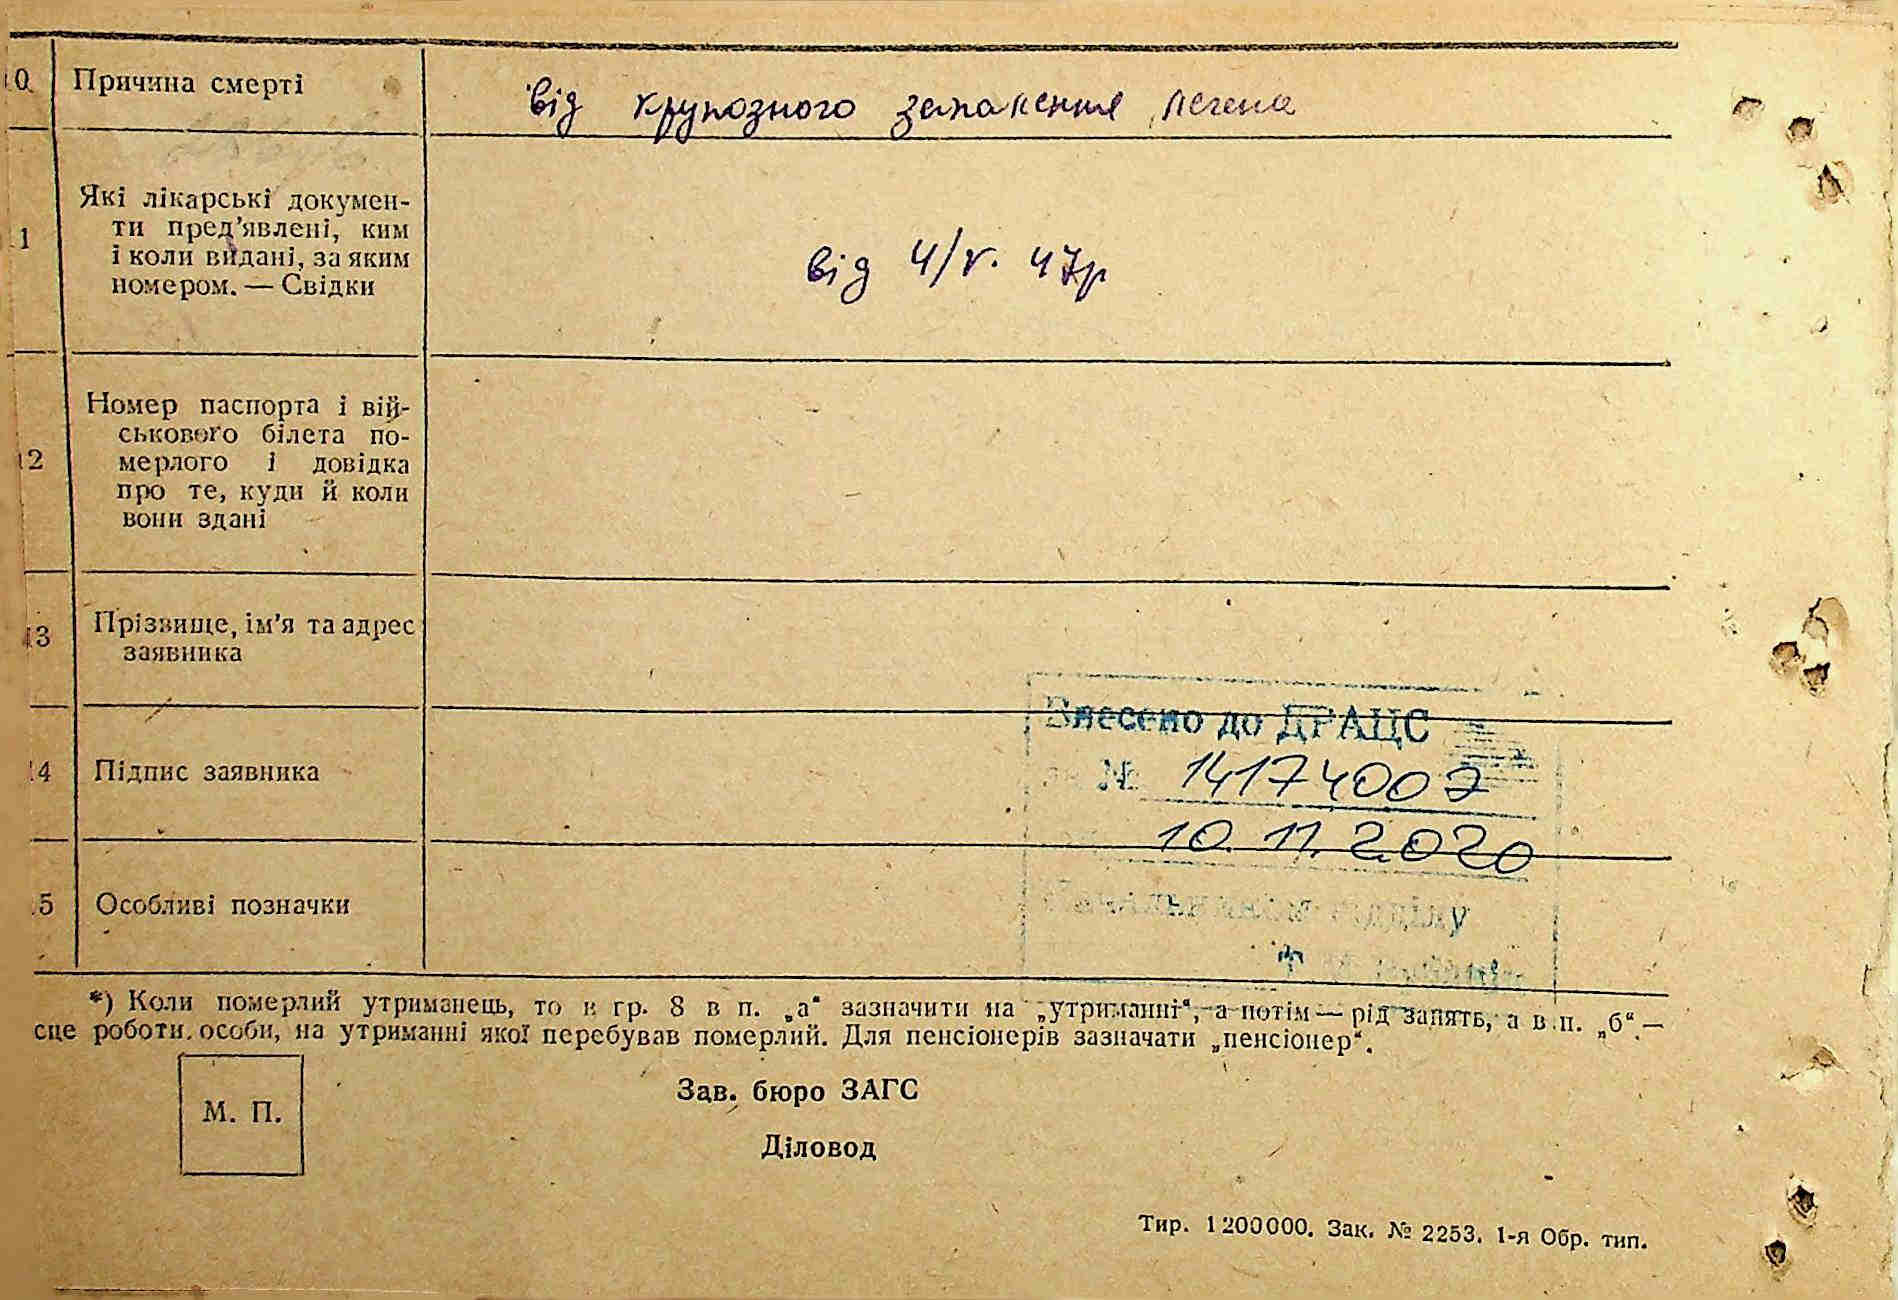 10 Причина смерті
від крупозного запалення легень
11 Які лікарські докумен-
ти пред'явлені, ким
і коли видані, за яким
номером. — Свідки
від 4/V. 47р
12 Номер паспорта і вій-
ськового білета по-
мерлого і довідка
про те, куди й коли
вони здані
13 Прізвище, ім'я та адрес
заявника
Внесено до ДРАЦС
14 Підпис заявника
№ 14174007
10.11.2020
15 Особливі позначки
відділу
*) Коли померлий утриманець, то в гр. 8 в п. „а" зазначити на „утриманні", а потім — рід занять, а в п. „б" —
сце роботи особи, на утриманні якої перебував померлий. Для пенсіонерів зазначати „пенсіонер".
Зав. бюро ЗАГС
М. П.
Діловод
Тир. 1200000. Зак. № 2253. 1-я Обр. тип.